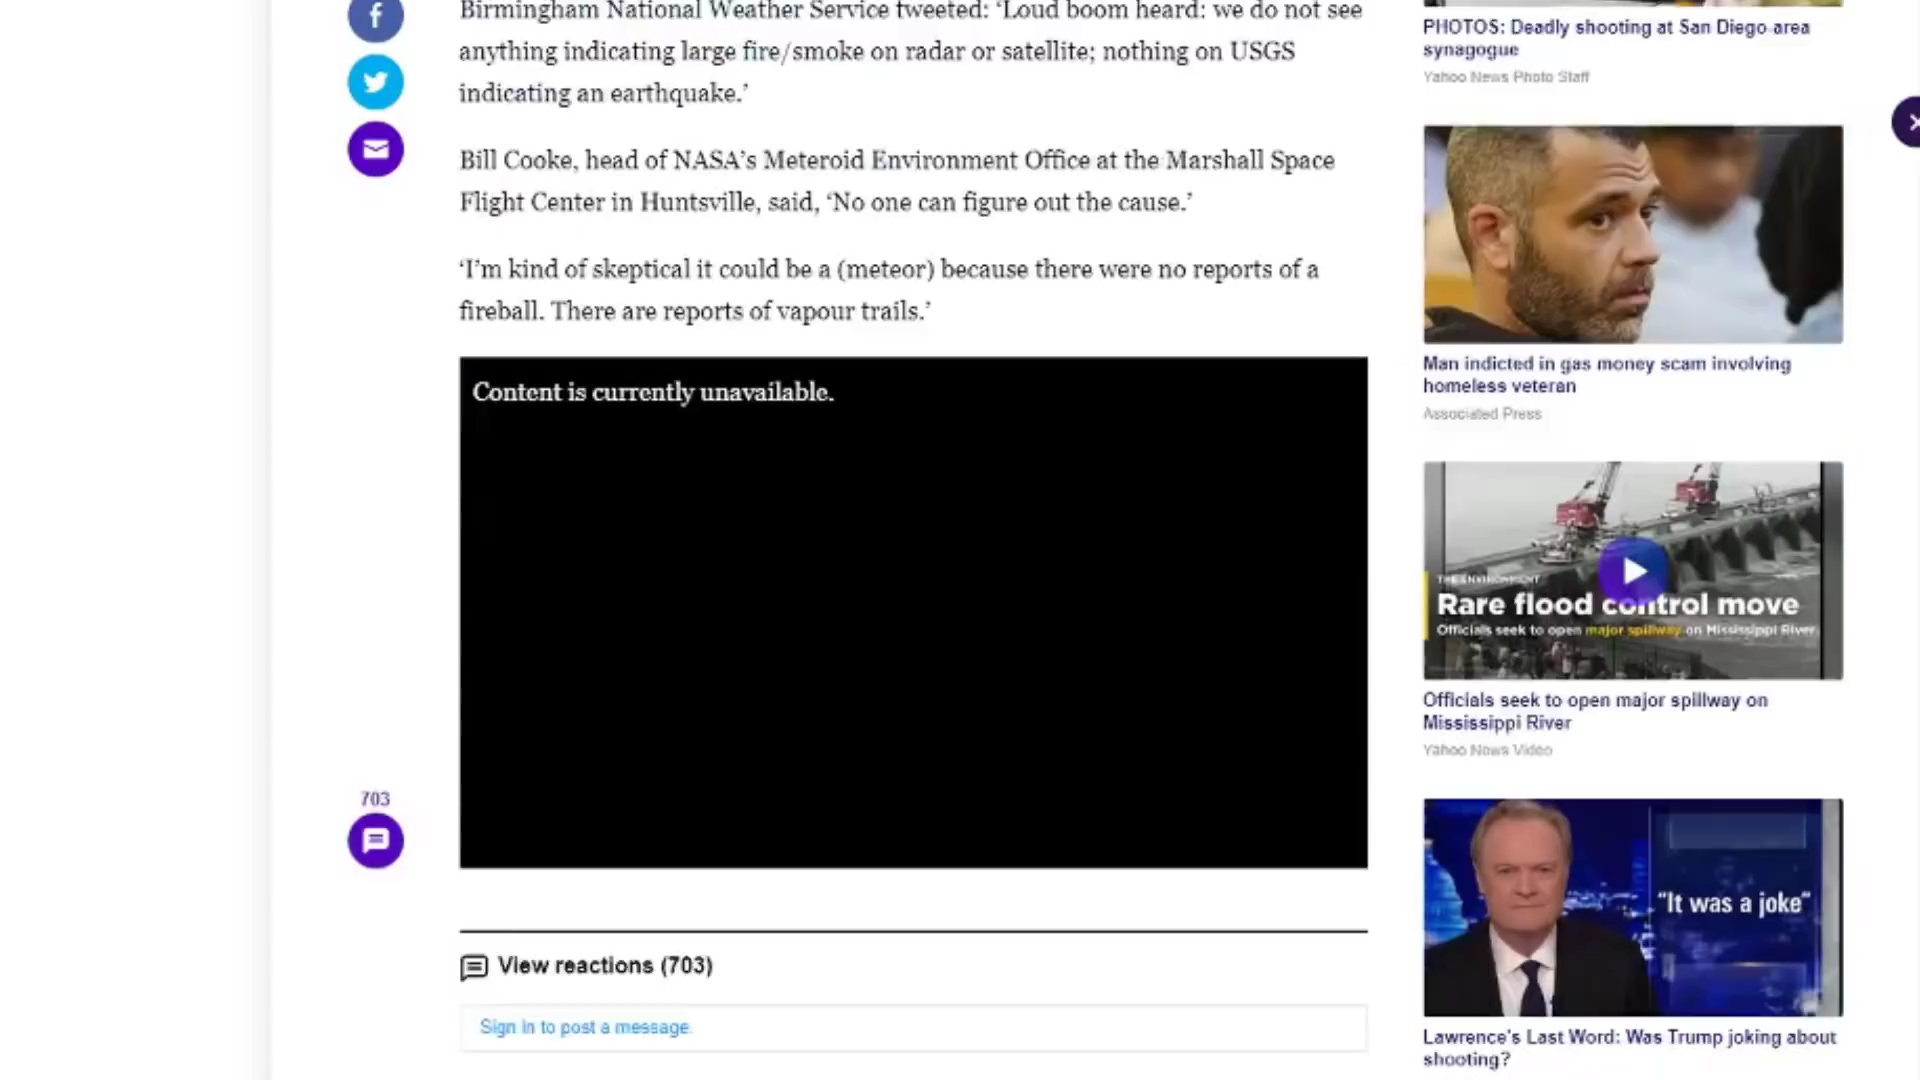 Birmingham National Weather Service tweeted: ‘Loud boom heard: we do not see
anything indicating large fire/smoke on radar or satellite; nothing on USGS
indicating an earthquake.’
Bill Cooke, head of NASA’s Meteroid Environment Office at the Marshall Space
Flight Center in Huntsville, said, ‘No one can figure out the cause.’
‘I’m kind of skeptical it could be a (meteor) because there were no reports of a
fireball. There are reports of vapour trails.’
Content is currently unavailable.
703
View reactions (703)
Sign in to post a message.
PHOTOS: Deadly shooting at San Diego-area
synagogue
Yahoo News Photo Staff
Man indicted in gas money scam involving
homeless veteran
Associated Press
THE ENVIRONMENT
Rare flood control move
Officials seek to open major spillway on Mississippi River
Officials seek to open major spillway on
Mississippi River
Yahoo News Video
"It was a joke"
Lawrence's Last Word: Was Trump joking about
shooting?